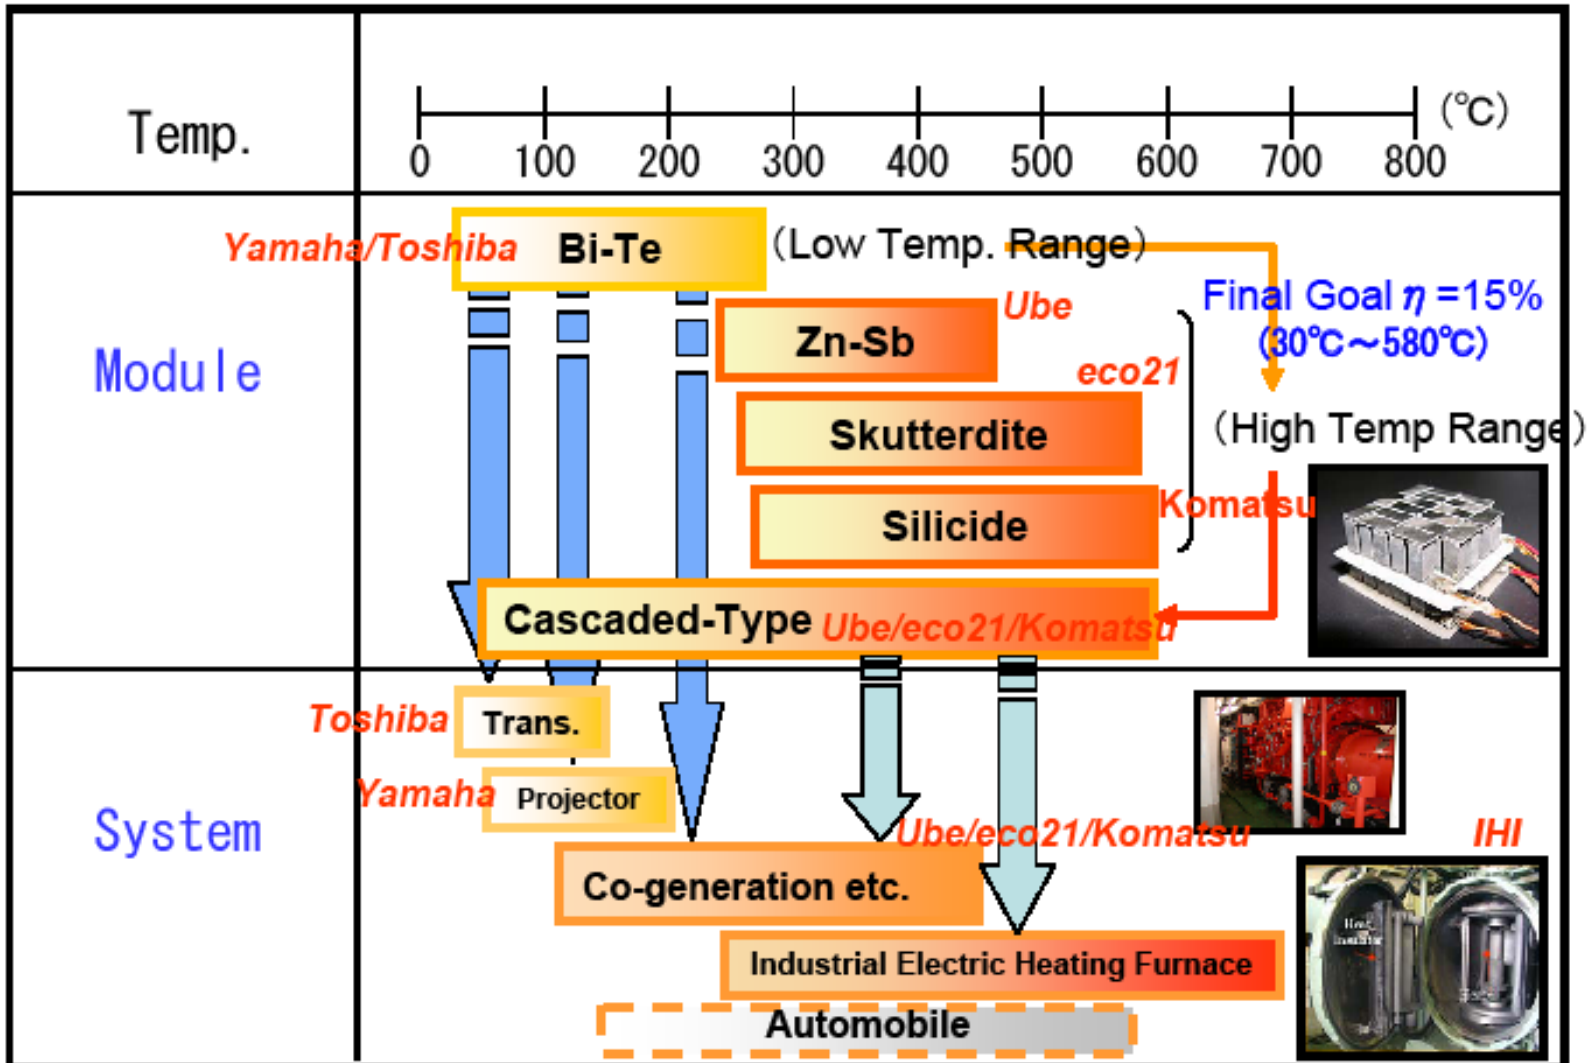 Temp.
(℃)
0 100 200 300 400 500 600 700 800
Module
Yamaha/Toshiba
Bi-Te
(Low Temp. Range)
Ube
Final Goal η =15%
(30℃～580℃)
Zn-Sb
eco21
Skutterdite
(High Temp Range)
Komatsu
Silicide
Cascaded-Type
Ube/eco21/Komatsu
System
Toshiba
Trans.
Yamaha
Projector
Ube/eco21/Komatsu
IHI
Co-generation etc.
Industrial Electric Heating Furnace
Automobile